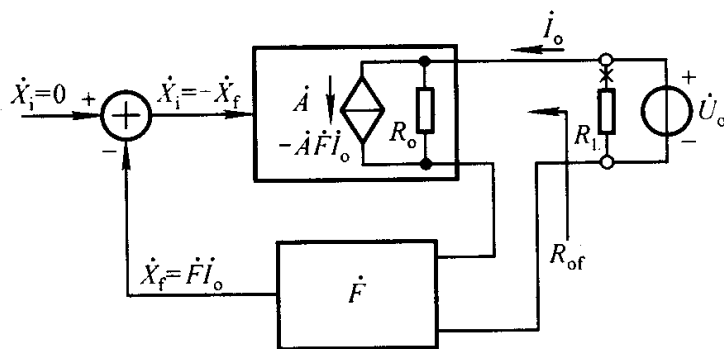 İ_o
Ẋ_i=0
+
Ẋ_i=-Ẋ_f
Ȧ
-ȦḞİ_o
R_o
R_L
+
U̇_o
-
-
R_of
Ẋ_f=Ḟİ_o
Ḟ